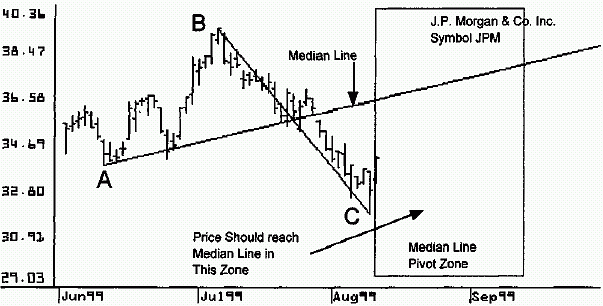 40.36
38.47
36.58
34.69
32.80
30.91
29.03
B
J.P. Morgan & Co. Inc.
Symbol JPM
Median Line
A
C
Price Should reach
Median Line in
This Zone
Median Line
Pivot Zone
Jun99
Jul99
Aug99
Sep99